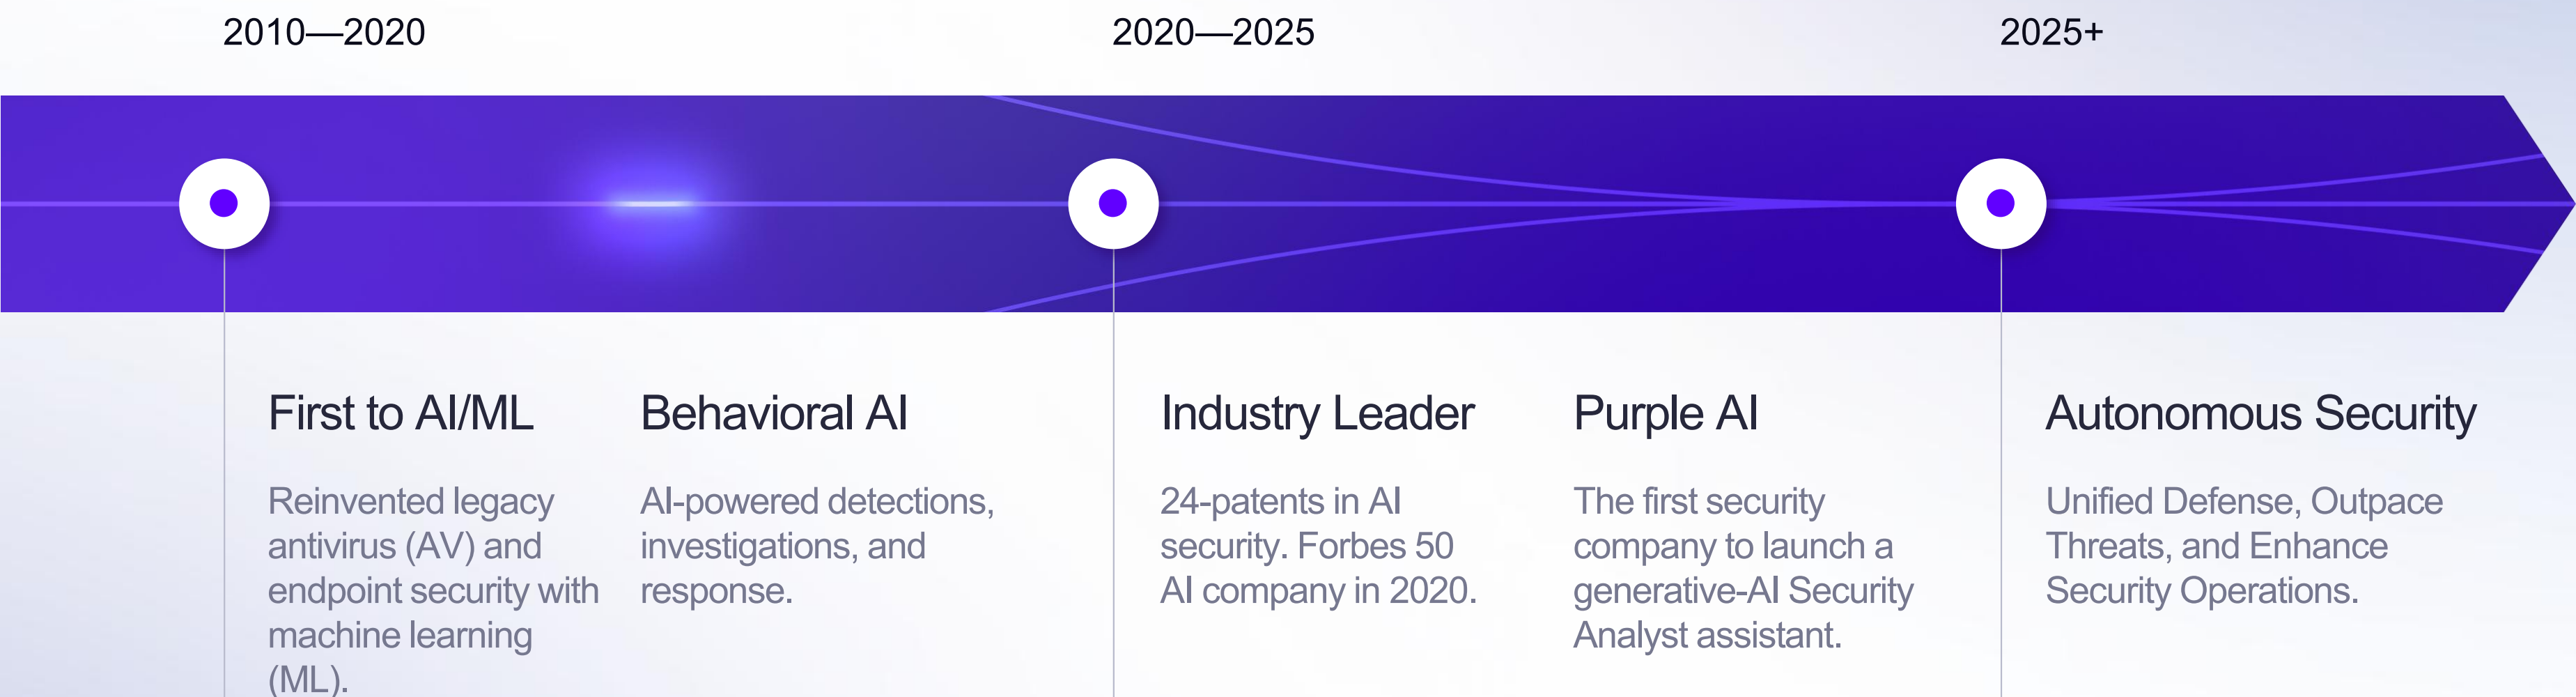 2010—2020
2020—2025
2025+
First to AI/ML
Reinvented legacy
antivirus (AV) and
endpoint security with
machine learning
(ML).
Behavioral AI
AI-powered detections,
investigations, and
response.
Industry Leader
24-patents in AI
security. Forbes 50
AI company in 2020.
Purple AI
The first security
company to launch a
generative-AI Security
Analyst assistant.
Autonomous Security
Unified Defense, Outpace
Threats, and Enhance
Security Operations.